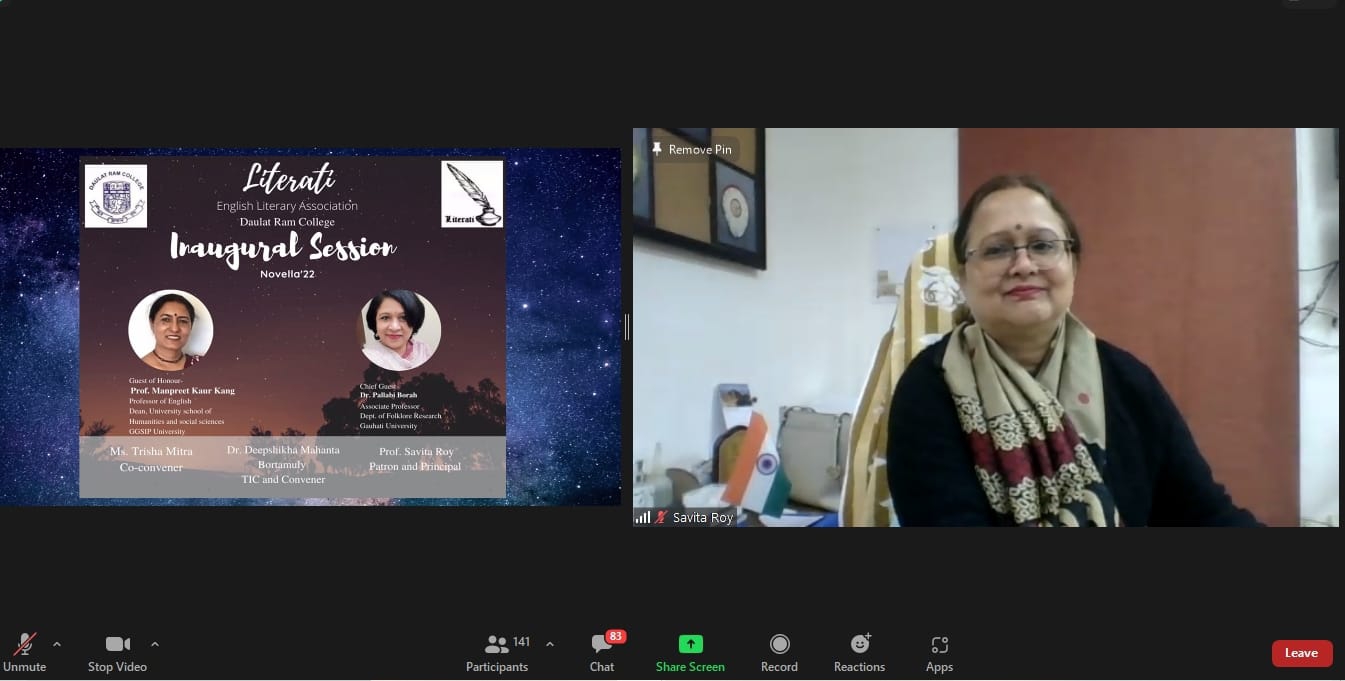 DAULAT RAM COLLEGE
Literati
English Literary Association
Daulat Ram College
Inaugural Session
Novella'22
Literati
Guest of Honour-
Prof. Manpreet Kaur Kang
Professor of English
Dean, University school of
Humanities and social sciences
GGSIP University
Chief Guest-
Dr. Pallabi Borah
Associate Professor
Dept. of Folklore Research
Gauhati University
Ms. Trisha Mitra
Co-convener
Dr. Deepshikha Mahanta
Bortamuly
TIC and Convener
Prof. Savita Roy
Patron and Principal
Remove Pin
Savita Roy
Unmute
Stop Video
141
Participants
83
Chat
Share Screen
Record
Reactions
Apps
Leave